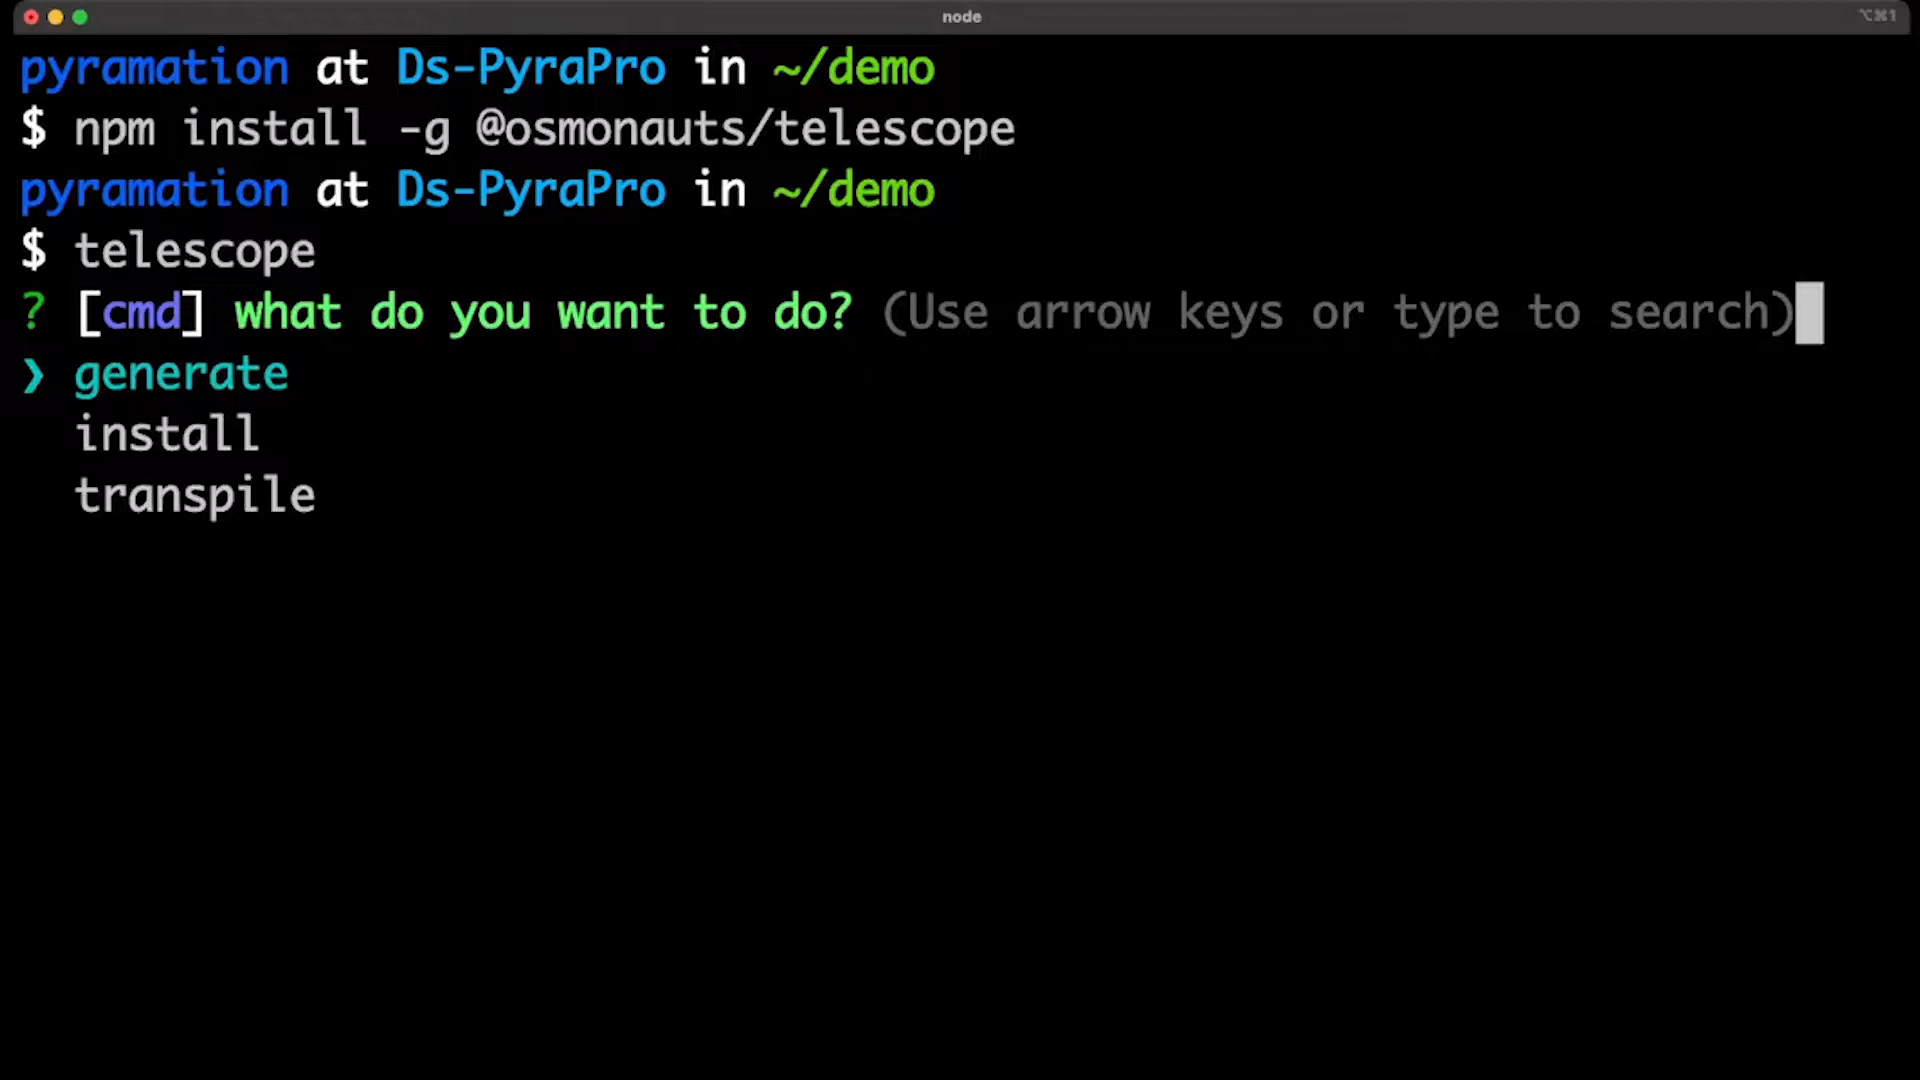 node
⌥⌘1
pyramation at Ds-PyraPro in ~/demo
$ npm install -g @osmonauts/telescope
pyramation at Ds-PyraPro in ~/demo
$ telescope
? [cmd] what do you want to do? (Use arrow keys or type to search)
❯ generate
install
transpile